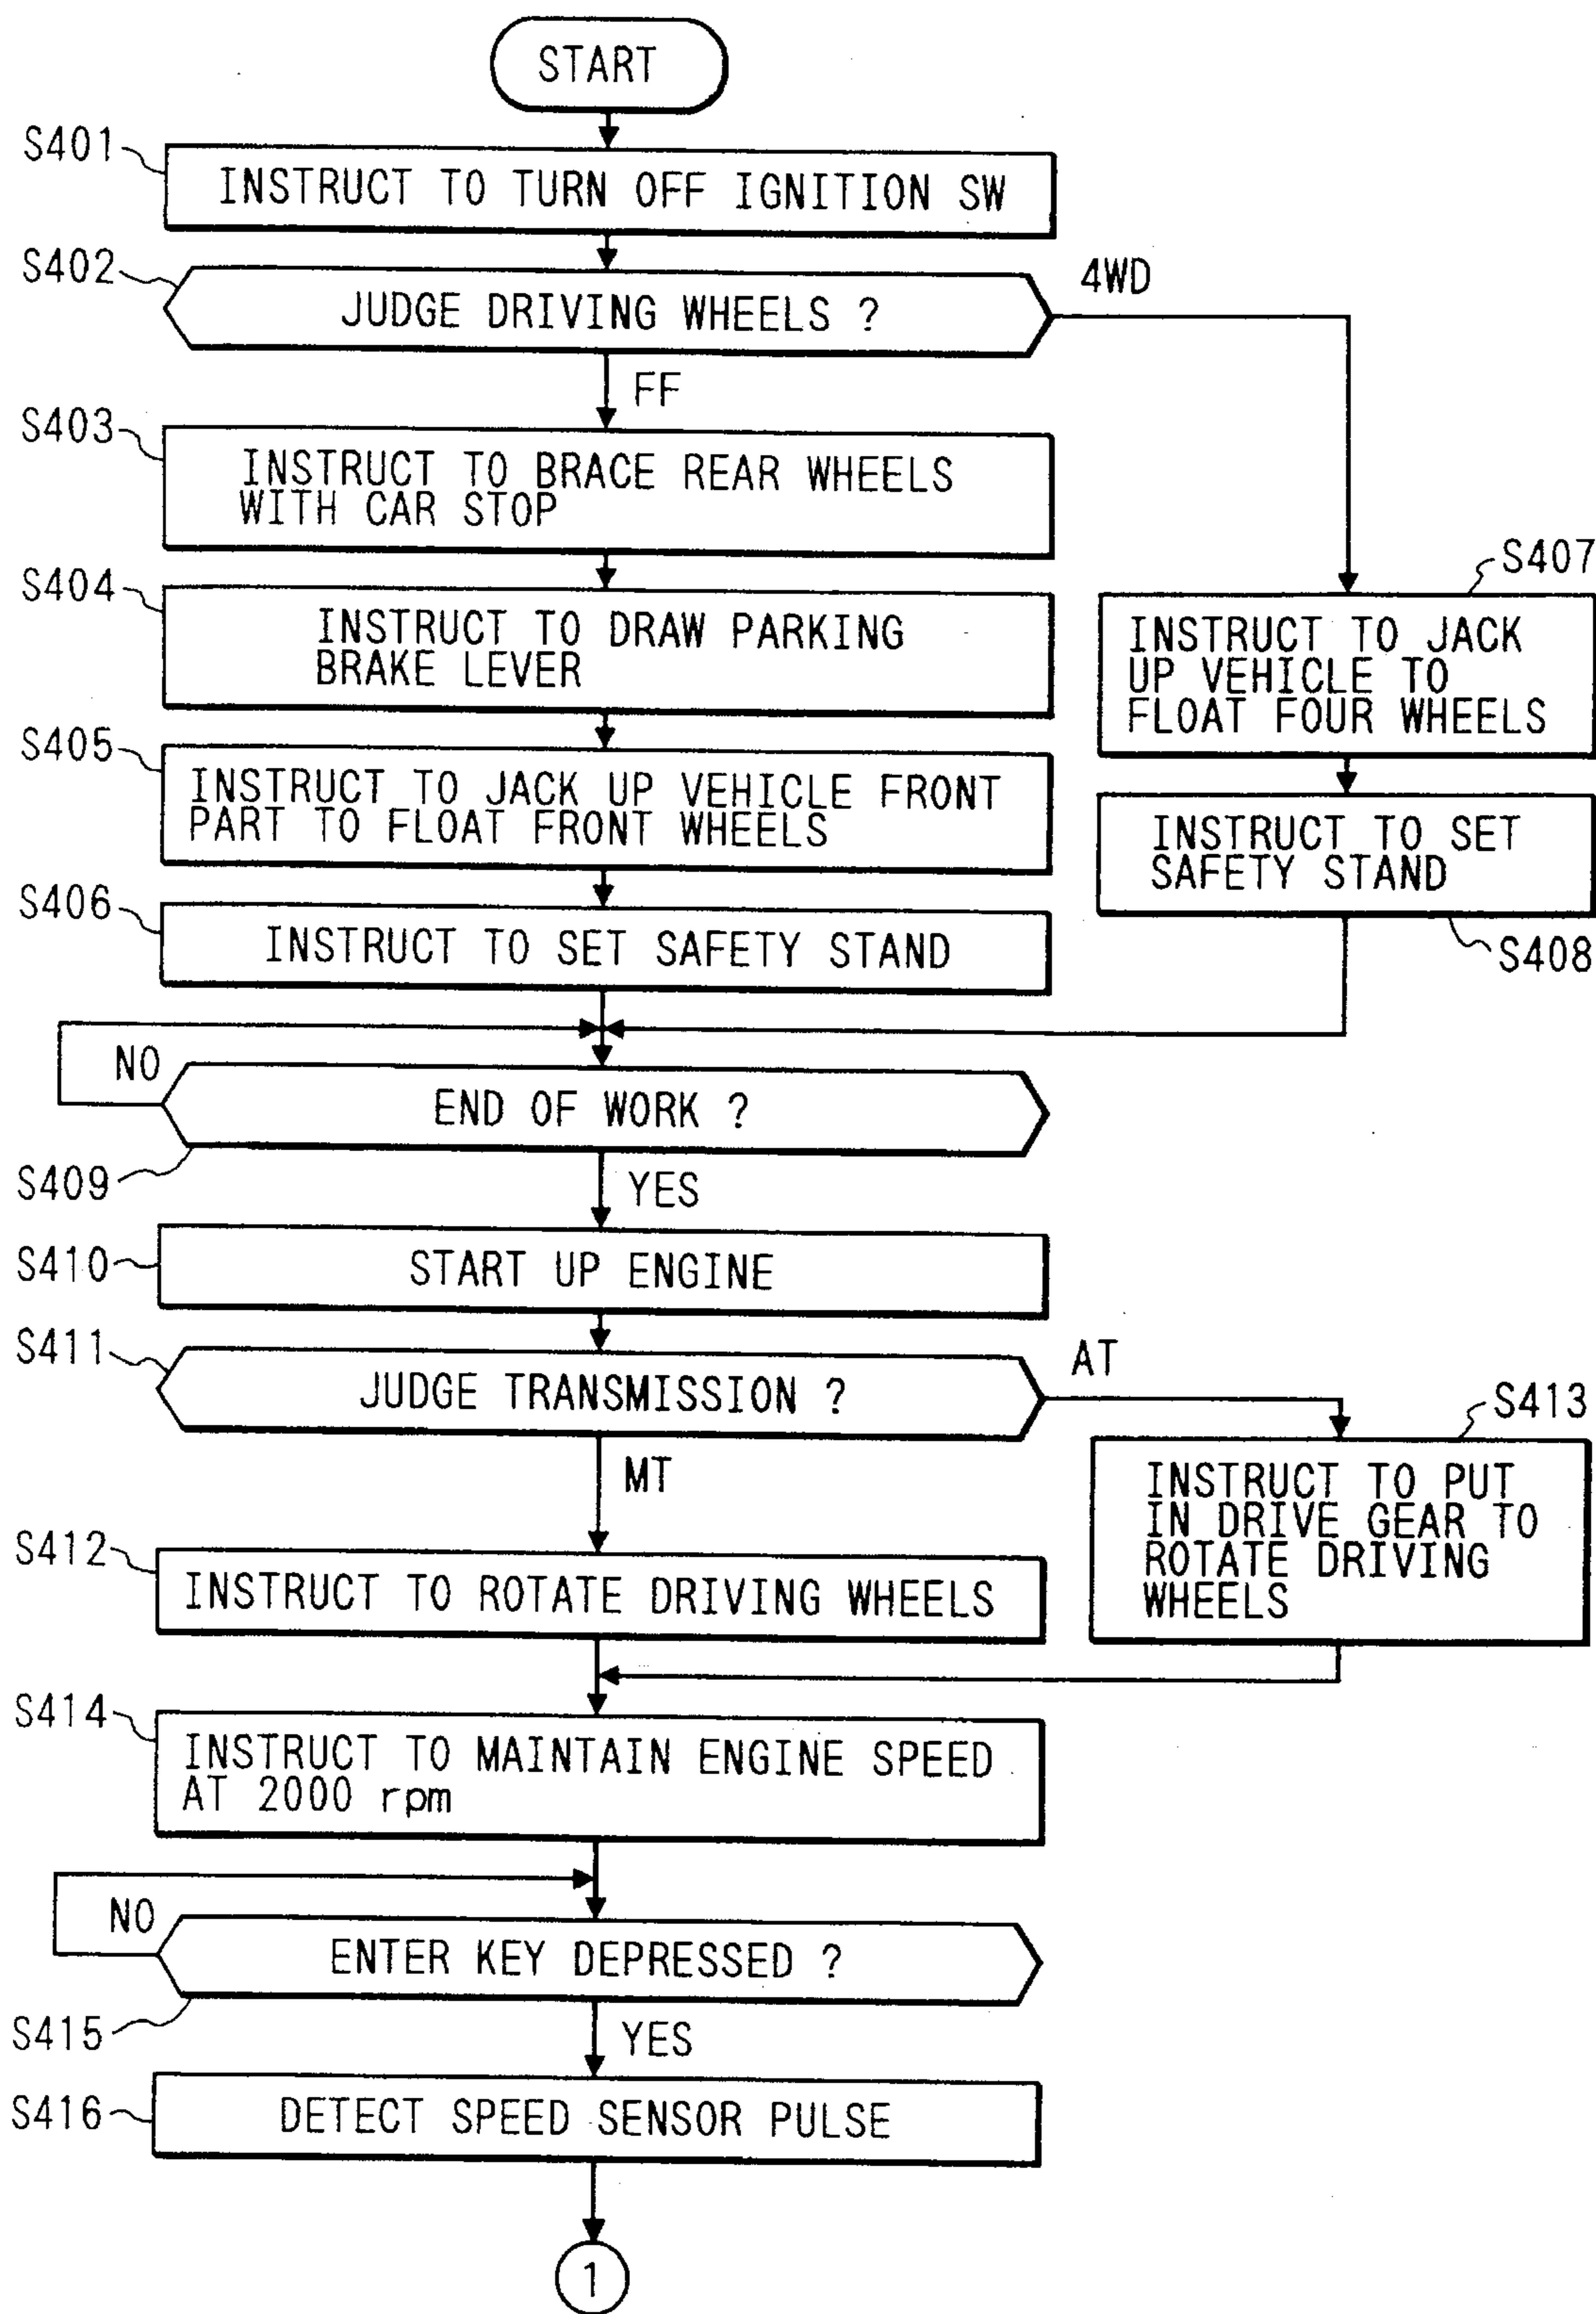 START
S401
INSTRUCT TO TURN OFF IGNITION SW
S402
JUDGE DRIVING WHEELS ?
4WD
FF
S403
INSTRUCT TO BRACE REAR WHEELS
WITH CAR STOP
S404
INSTRUCT TO DRAW PARKING
BRAKE LEVER
S407
INSTRUCT TO JACK
UP VEHICLE TO
FLOAT FOUR WHEELS
S405
INSTRUCT TO JACK UP VEHICLE FRONT
PART TO FLOAT FRONT WHEELS
INSTRUCT TO SET
SAFETY STAND
S408
S406
INSTRUCT TO SET SAFETY STAND
NO
END OF WORK ?
S409
YES
S410
START UP ENGINE
S411
JUDGE TRANSMISSION ?
AT
MT
S413
INSTRUCT TO PUT
IN DRIVE GEAR TO
ROTATE DRIVING
WHEELS
S412
INSTRUCT TO ROTATE DRIVING WHEELS
S414
INSTRUCT TO MAINTAIN ENGINE SPEED
AT 2000 rpm
NO
ENTER KEY DEPRESSED ?
S415
YES
S416
DETECT SPEED SENSOR PULSE
1